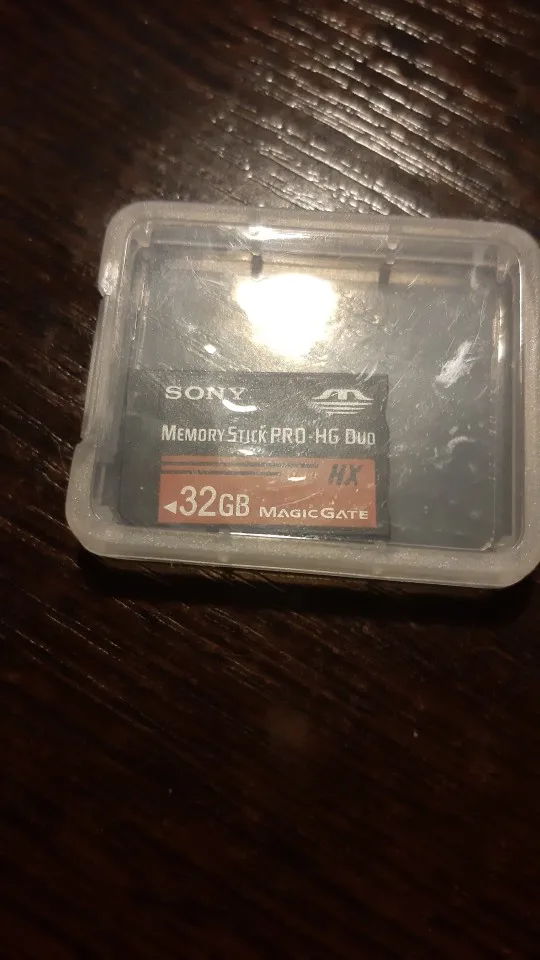 SONY
MEMORY STICK PRO-HG DUO
HX
◄32GB MAGICGATE